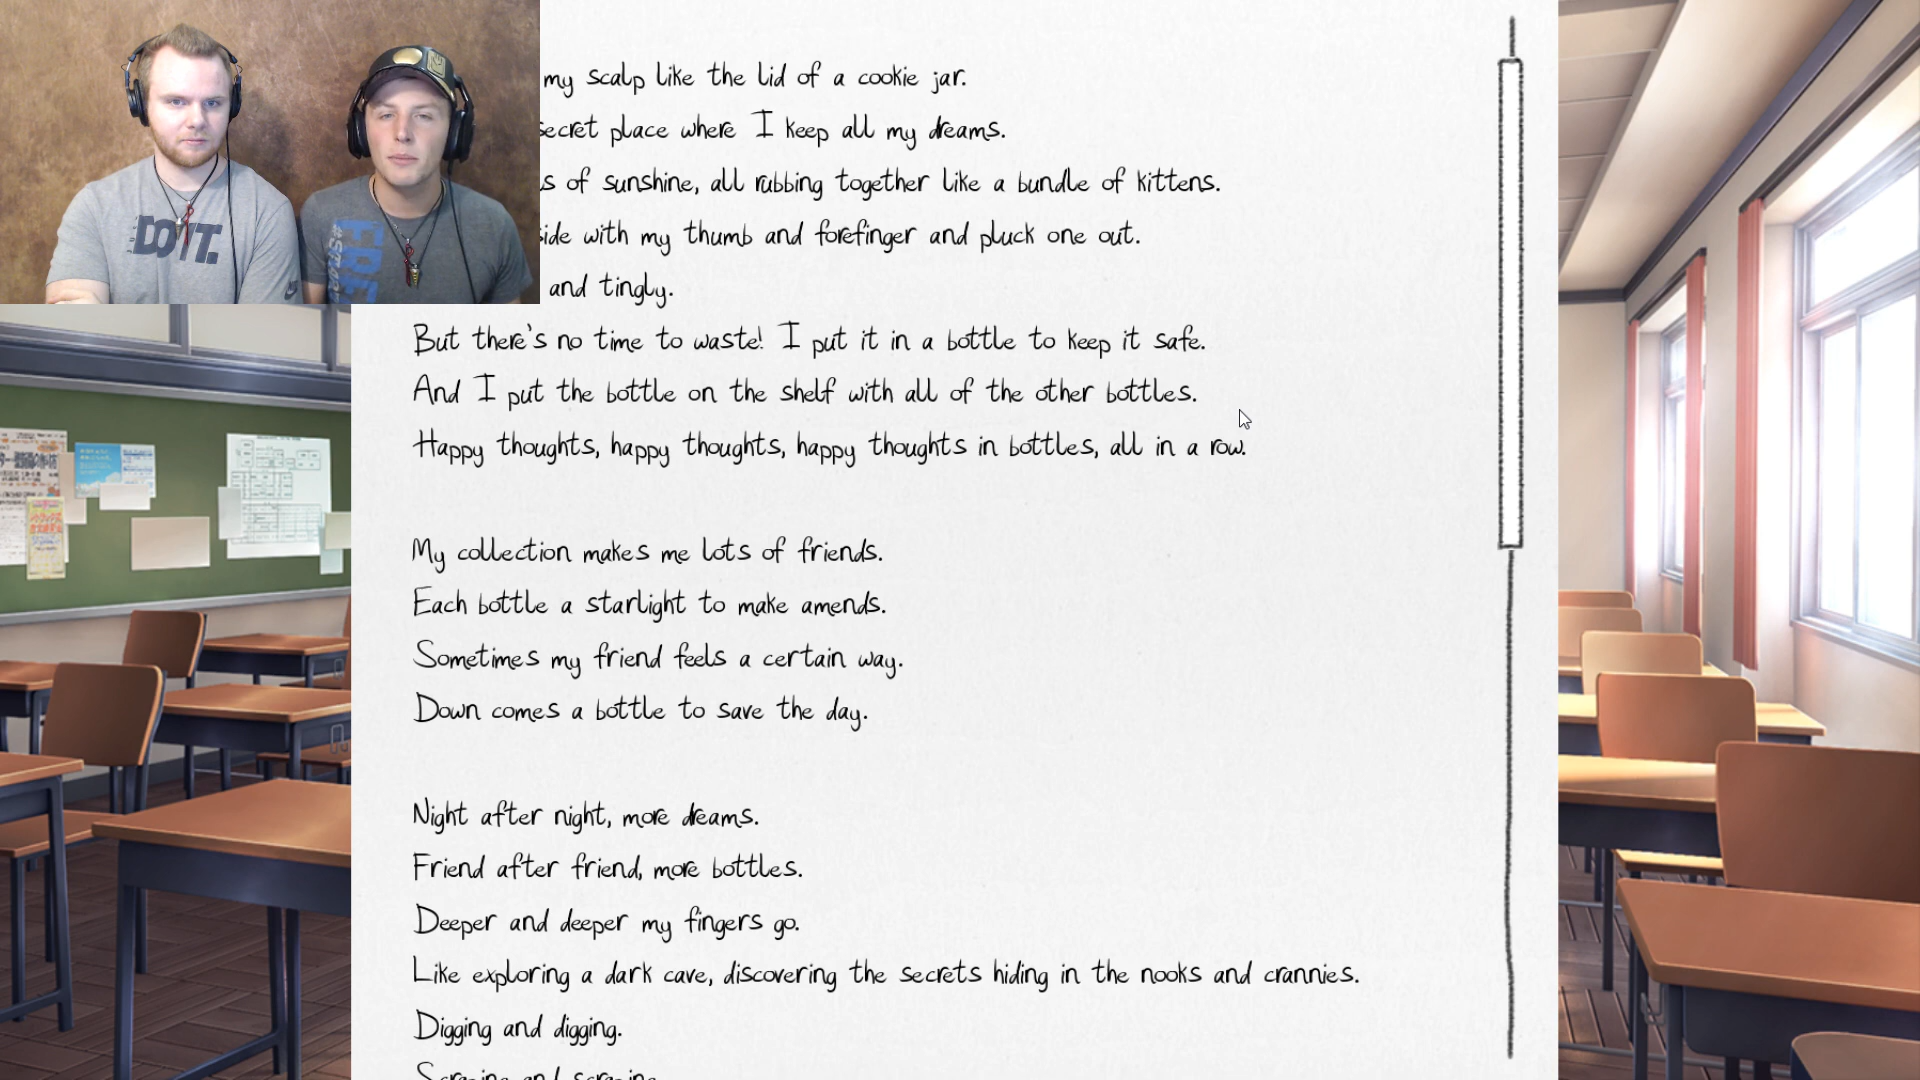 my scalp like the lid of a cookie jar.
secret place where I keep all my dreams.
s of sunshine, all rubbing together like a bundle of kittens.
side with my thumb and forefinger and pluck one out.
and tingly.
But there's no time to waste! I put it in a bottle to keep it safe.
And I put the bottle on the shelf with all of the other bottles.
Happy thoughts, happy thoughts, happy thoughts in bottles, all in a row.
My collection makes me lots of friends.
Each bottle a starlight to make amends.
Sometimes my friend feels a certain way.
Down comes a bottle to save the day.
Night after night, more dreams.
Friend after friend, more bottles.
Deeper and deeper my fingers go.
Like exploring a dark cave, discovering the secrets hiding in the nooks and crannies.
Digging and digging.
Scraping and scraping.